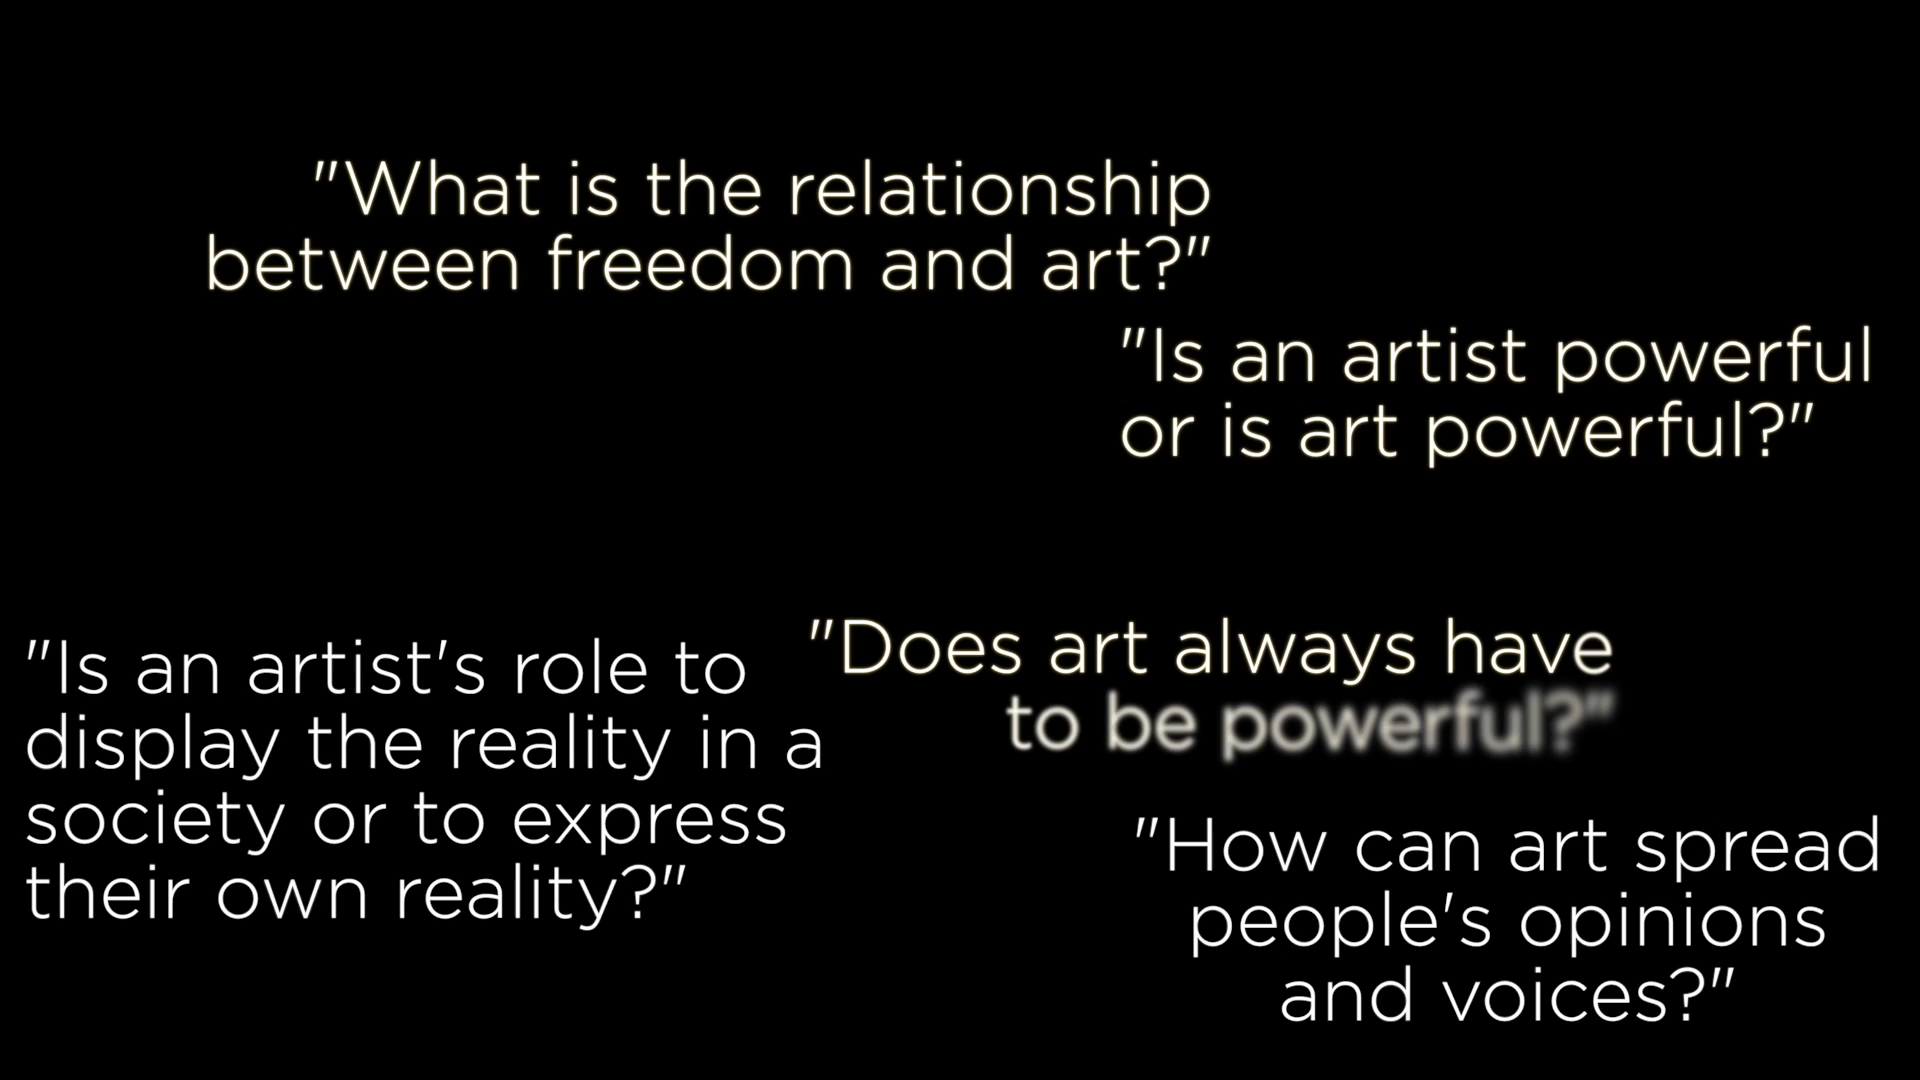 "What is the relationship
between freedom and art?"
"Is an artist powerful
or is art powerful?"
"Is an artist's role to
display the reality in a
society or to express
their own reality?"
"Does art always have
to be powerful?"
"How can art spread
people's opinions
and voices?"